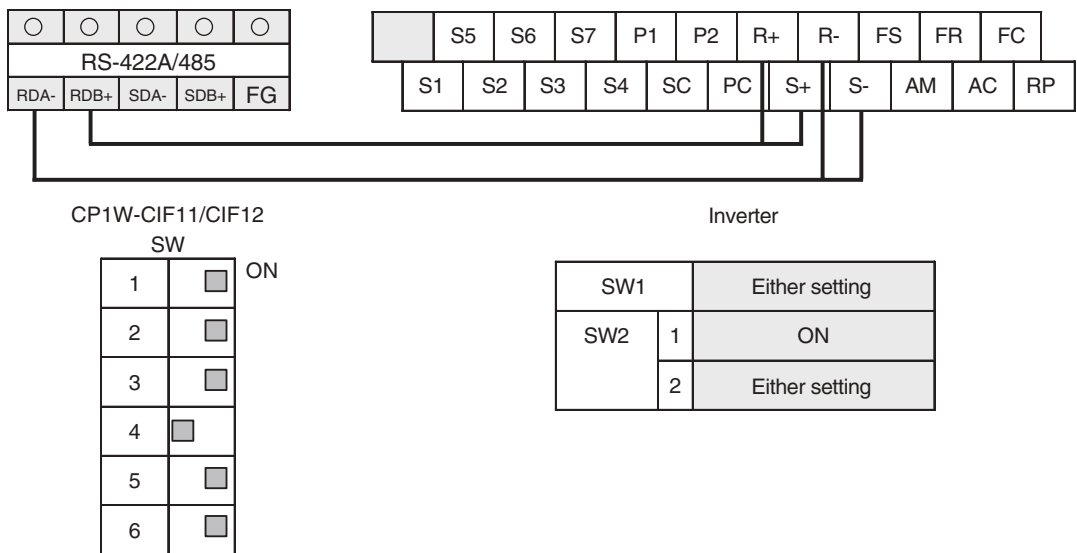 RS-422A/485
RDA- RDB+ SDA- SDB+ FG
S5 S6 S7 P1 P2 R+ R- FS FR FC
S1 S2 S3 S4 SC PC S+ S- AM AC RP
CP1W-CIF11/CIF12
SW
ON
1
2
3
4
5
6
Inverter
SW1 Either setting
SW2 1 ON
2 Either setting